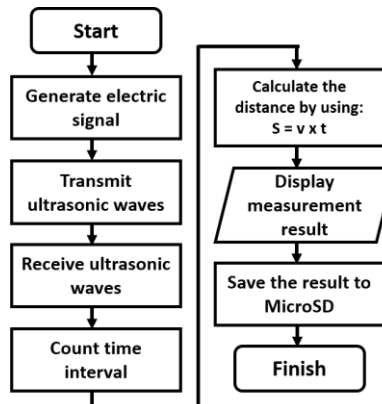 Start
Generate electric
signal
Transmit
ultrasonic waves
Receive ultrasonic
waves
Count time
interval
Calculate the
distance by using:
S = v x t
Display
measurement
result
Save the result to
MicroSD
Finish